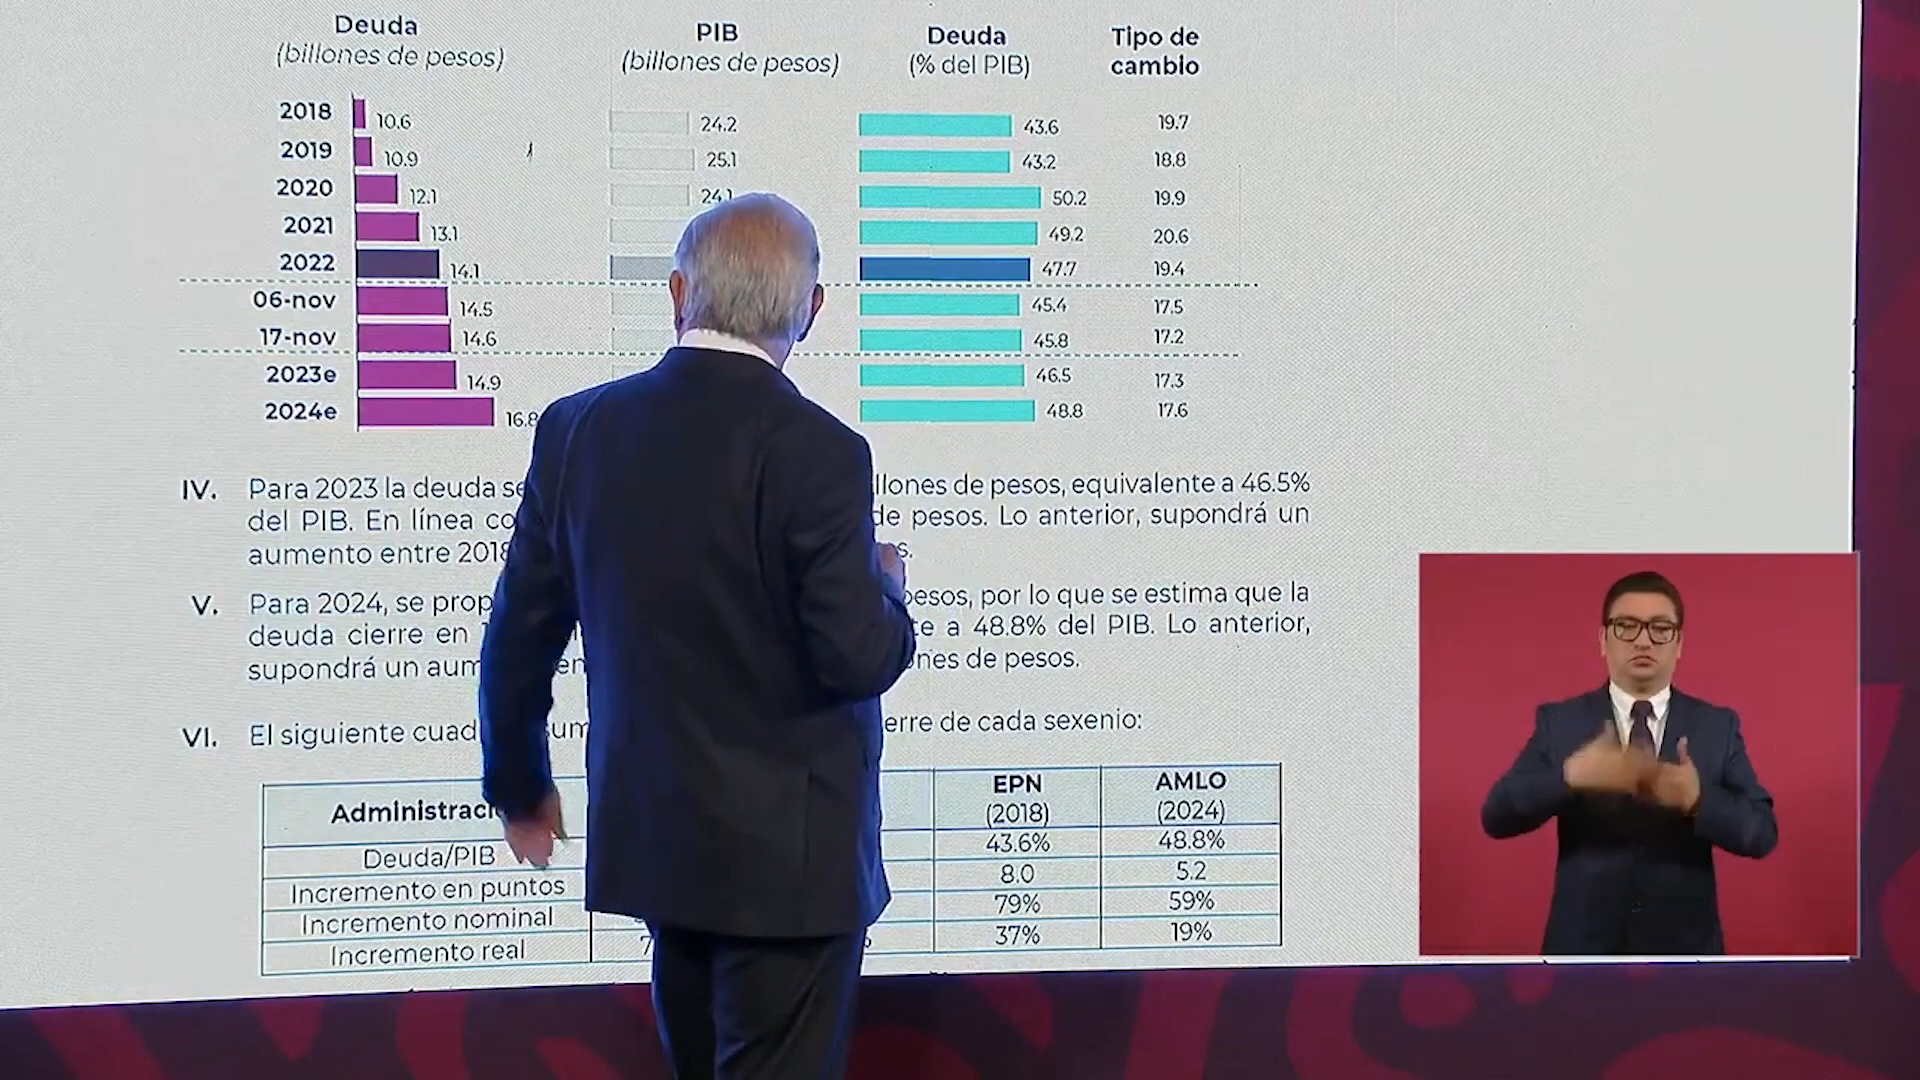 Deuda
(billones de pesos)
PIB
(billones de pesos)
Deuda
(% del PIB)
Tipo de
cambio
2018 10.6 24.2 43.6 19.7
2019 10.9 25.1 43.2 18.8
2020 12.1 24.1 50.2 19.9
2021 13.1 49.2 20.6
2022 14.1 47.7 19.4
06-nov 14.5 45.4 17.5
17-nov 14.6 45.8 17.2
2023e 14.9 46.5 17.3
2024e 16.8 48.8 17.6
IV. Para 2023 la deuda de pesos, equivalente a 46.5%
del PIB. En línea de pesos. Lo anterior, supondrá un
aumento entre 2018
V. Para 2024, se pesos, por lo que se estima que la
deuda cierre en a 48.8% del PIB. Lo anterior,
supondrá un de pesos.
VI. El siguiente de cada sexenio:
EPN AMLO
(2018) (2024)
Deuda/PIB 43.6% 48.8%
Incremento en puntos 8.0 5.2
Incremento nominal 79% 59%
Incremento real 37% 19%